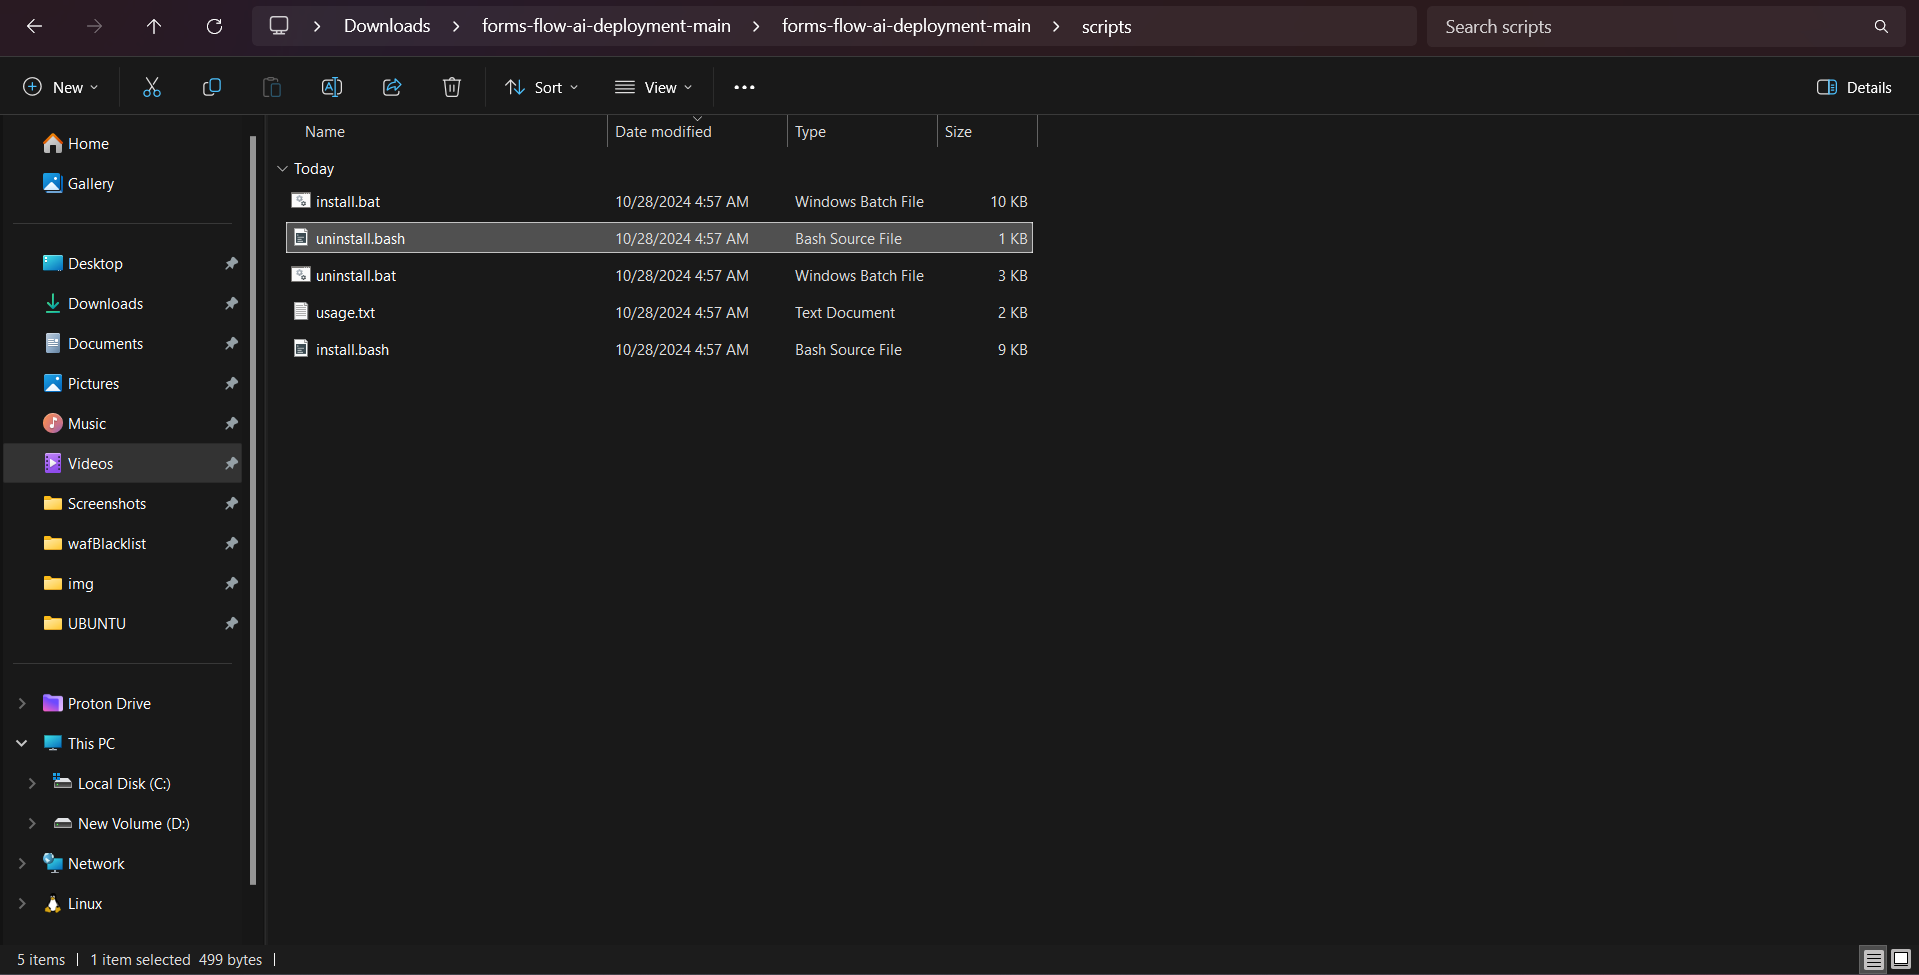 Downloads forms-flow-ai-deployment-main forms-flow-ai-deployment-main scripts Search scripts
New Sort View Details
Home
Gallery
Desktop
Downloads
Documents
Pictures
Music
Videos
Screenshots
wafBlacklist
img
UBUNTU
Proton Drive
This PC
Local Disk (C:)
New Volume (D:)
Network
Linux
Name Date modified Type Size
Today
install.bat 10/28/2024 4:57 AM Windows Batch File 10 KB
uninstall.bash 10/28/2024 4:57 AM Bash Source File 1 KB
uninstall.bat 10/28/2024 4:57 AM Windows Batch File 3 KB
usage.txt 10/28/2024 4:57 AM Text Document 2 KB
install.bash 10/28/2024 4:57 AM Bash Source File 9 KB
5 items 1 item selected 499 bytes